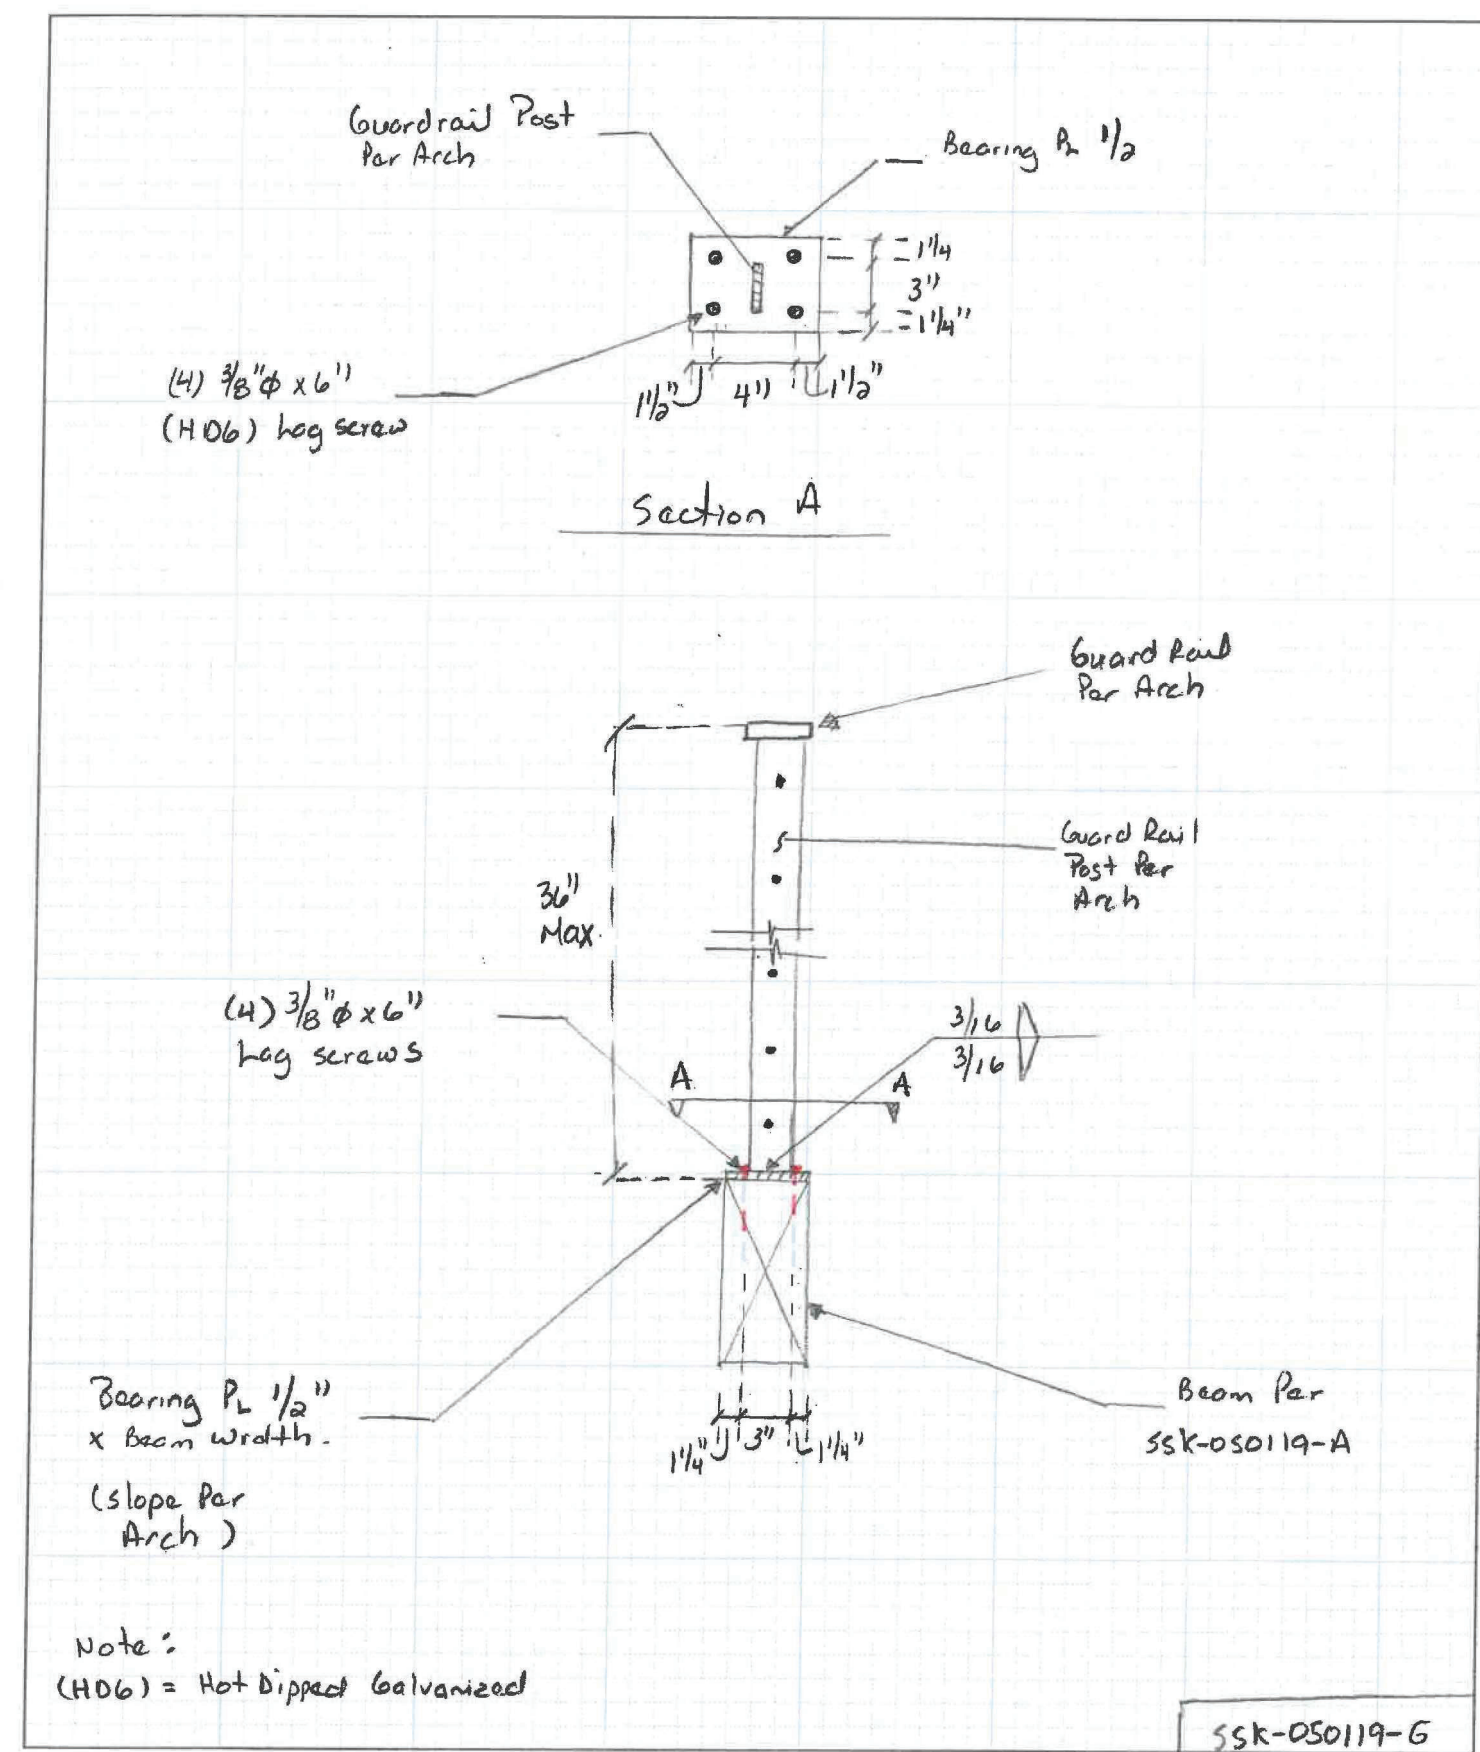 Guardrail Post
Per Arch
Bearing PL 1/2
1 1/4
3"
1 1/4"
(4) 3/8"ϕ x 6"
(HDG) Lag screw
1 1/2"
4"
1 1/2"
Section A
Guard Rail
Per Arch
Guard Rail
Post Per
Arch
36"
Max.
(4) 3/8"ϕ x 6"
Lag screws
3/16
3/16
A
A
Bearing PL 1/2"
x Beam Width.
(slope Per
Arch)
1 1/4"
3"
1 1/4"
Beam Per
SSK-050119-A
Note:
(HDG) = Hot Dipped Galvanized
SSK-050119-G